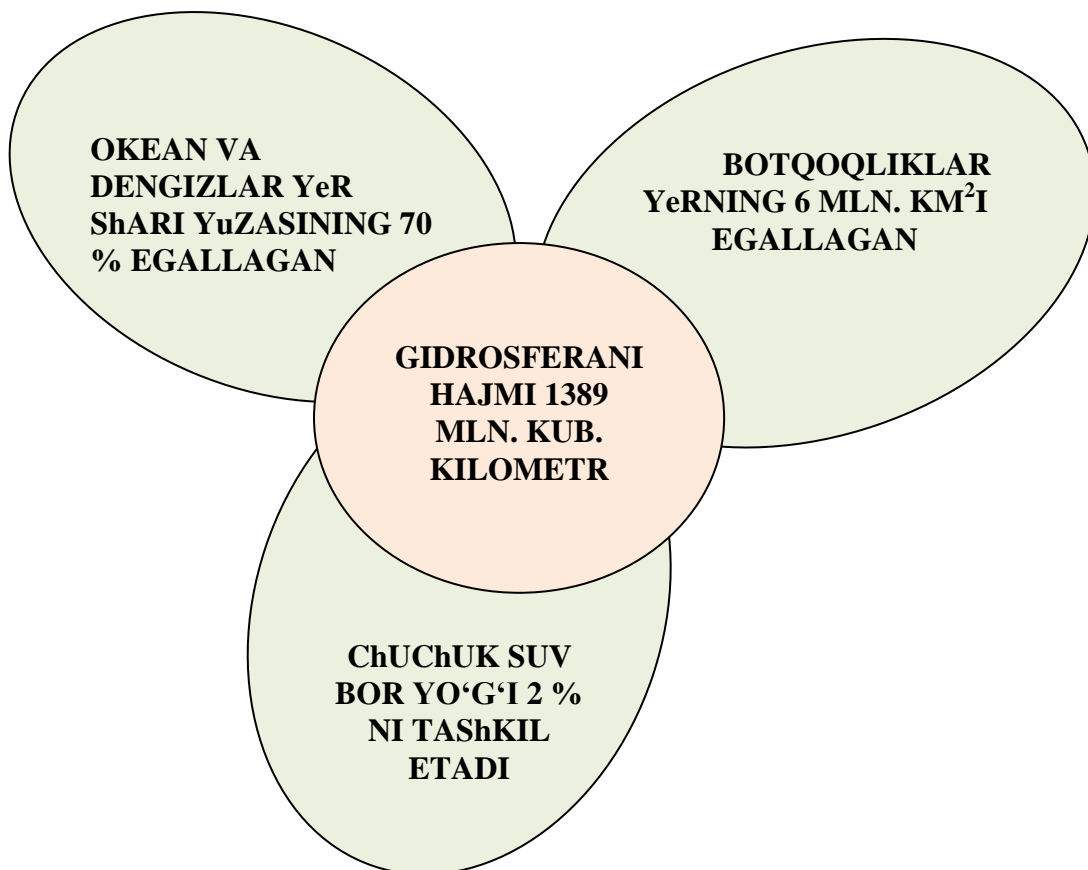 OKEAN VA
DENGIZLAR YeR
ShARI YuZASINING 70
% EGALLAGAN
BOTQOQLIKLAR
YeRNING 6 MLN. KM²I
EGALLAGAN
GIDROSFERANI
HAJMI 1389
MLN. KUB.
KILOMETR
ChUChUK SUV
BOR YO‘G‘I 2 %
NI TAShKIL
ETADI